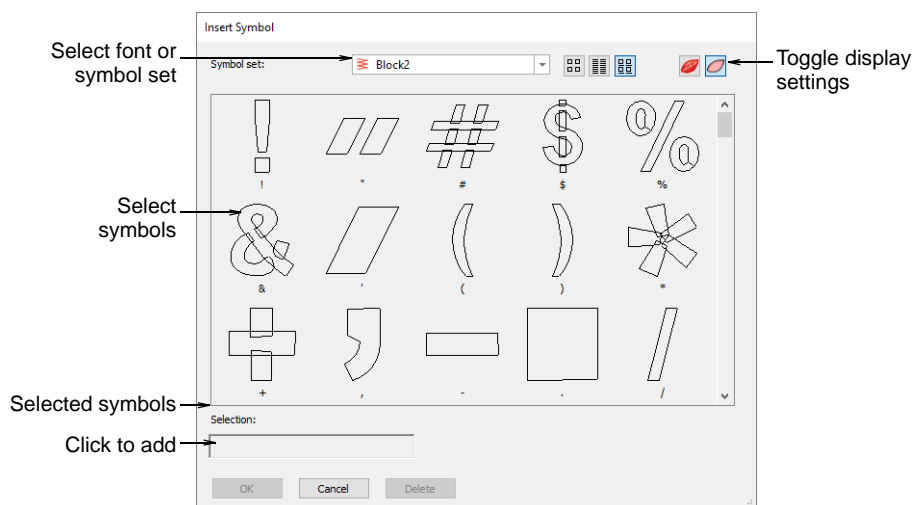 Insert Symbol
Select font or
symbol set
Symbol set:
Block2
Toggle display
settings
! " # $ %
Select
symbols
& ' ( ) *
+ , - . /
Selected symbols
Selection:
Click to add
OK Cancel Delete